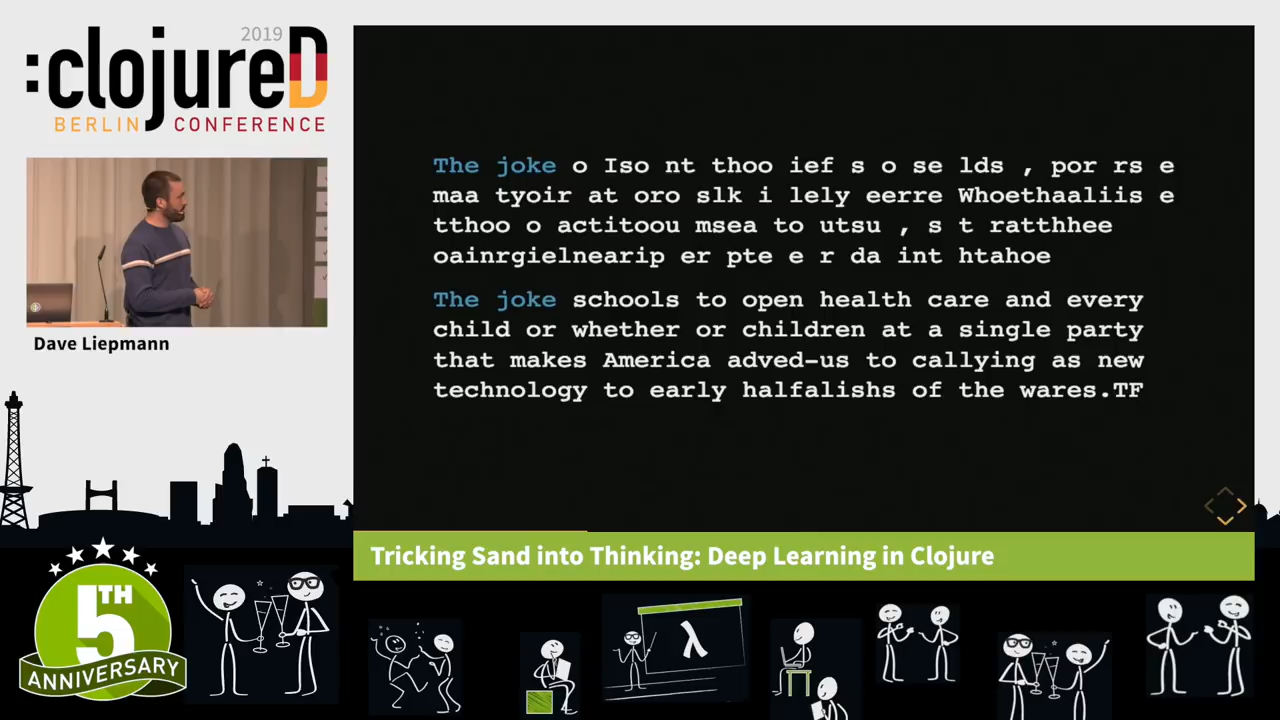 2019
:clojureD
BERLIN CONFERENCE
The joke o Iso nt thoo ief s o se lds , por rs e
maa tyoir at oro slk i lely eerre Whoethaaliis e
tthoo o actitoou msea to utsu , s t ratthhee
oainrgielnearip er pte e r da int htahoe
The joke schools to open health care and every
child or whether or children at a single party
that makes America adved-us to callying as new
technology to early halfalishs of the wares.TF
Dave Liepmann
Tricking Sand into Thinking: Deep Learning in Clojure
5TH
ANNIVERSARY
λ